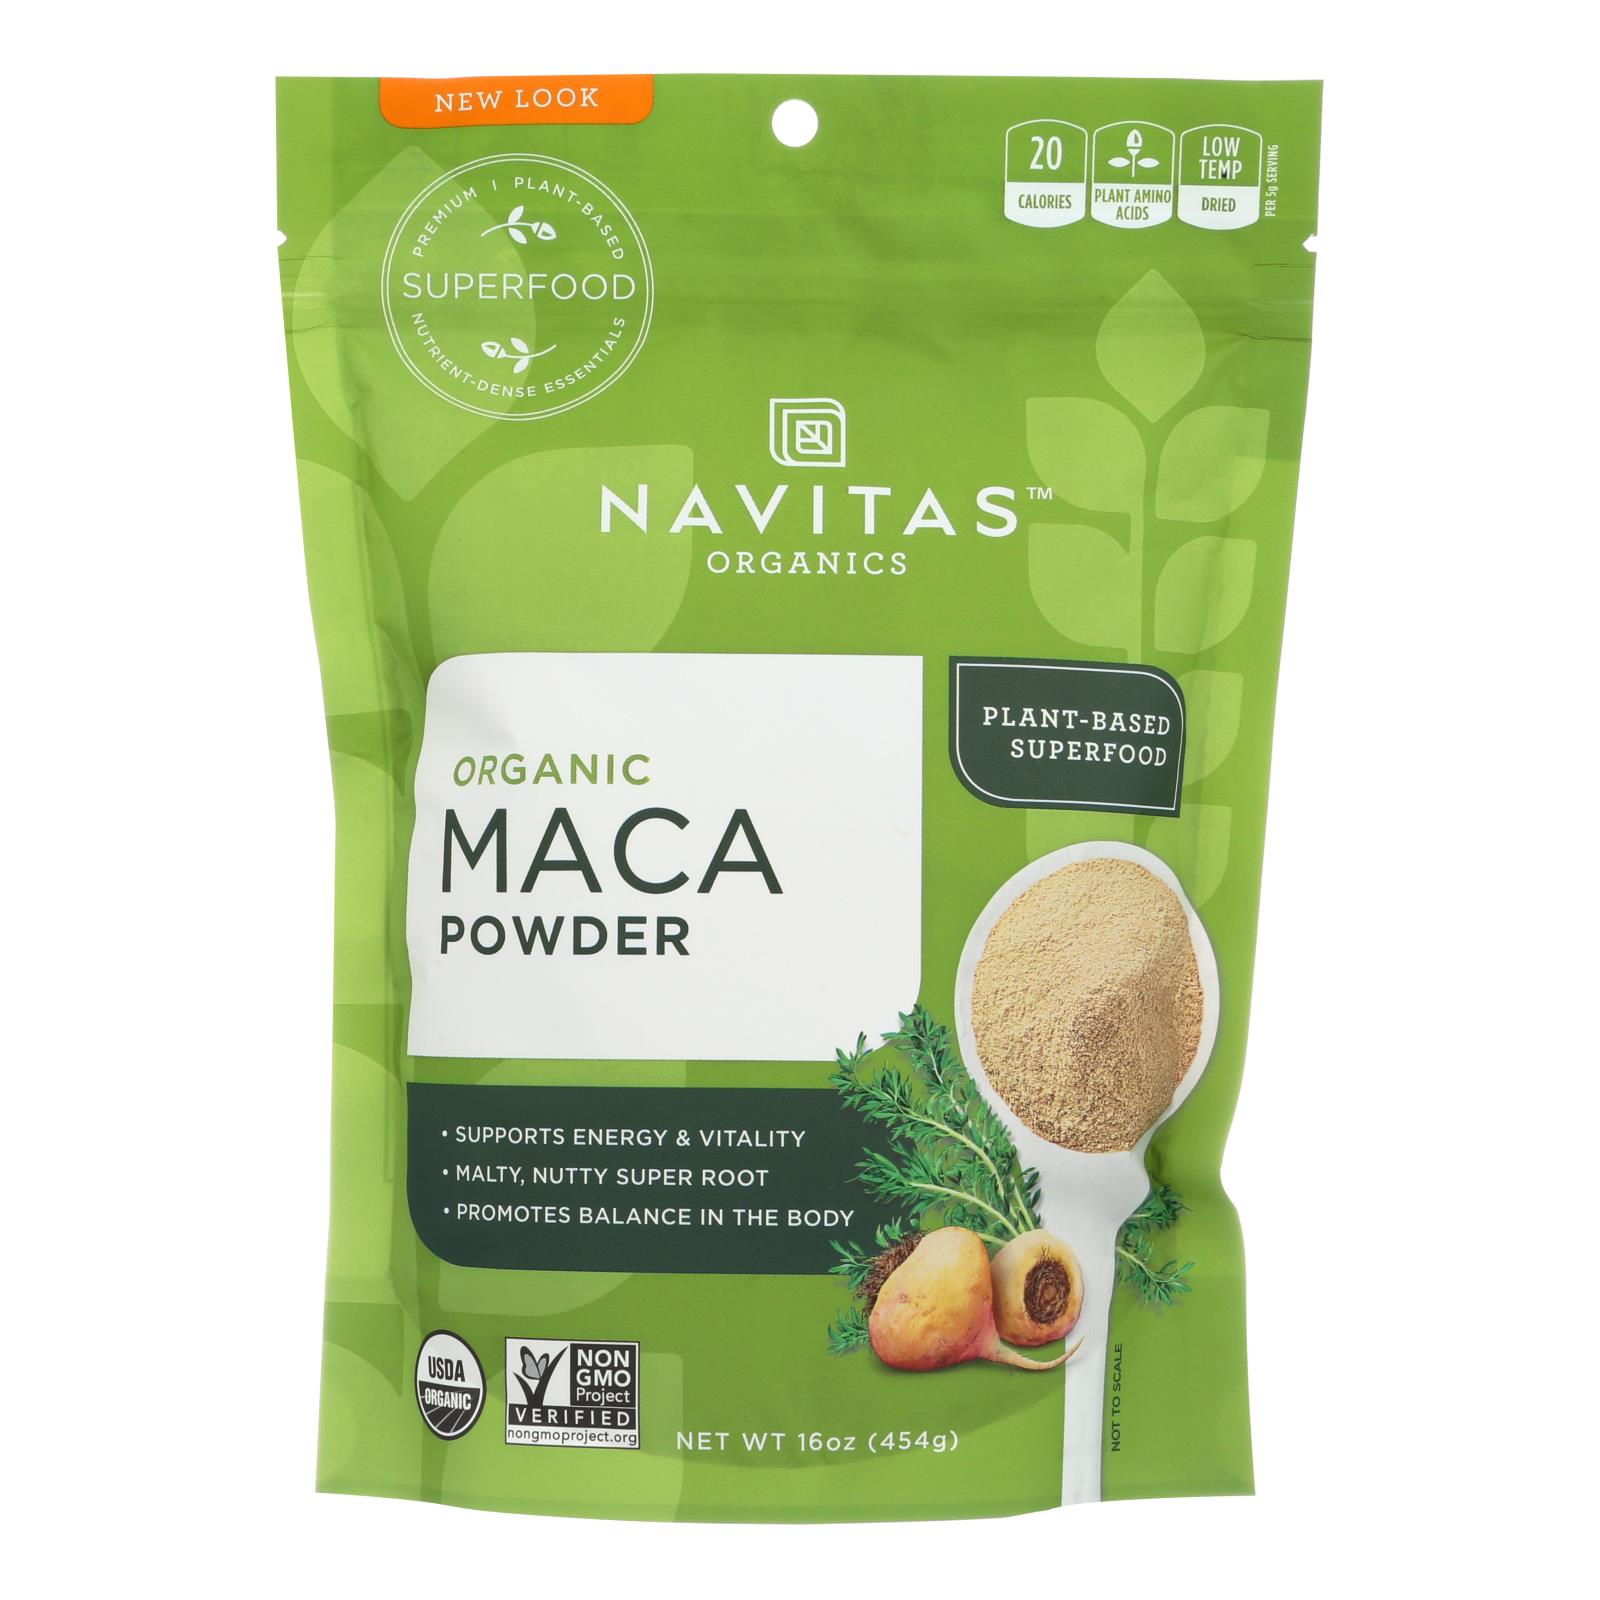 NEW LOOK
PREMIUM | PLANT-BASED
SUPERFOOD
NUTRIENT-DENSE ESSENTIALS
20
CALORIES
PLANT AMINO
ACIDS
LOW
TEMP
DRIED
PER 5g SERVING
NAVITAS™
ORGANICS
PLANT-BASED
SUPERFOOD
ORGANIC
MACA
POWDER
• SUPPORTS ENERGY & VITALITY
• MALTY, NUTTY SUPER ROOT
• PROMOTES BALANCE IN THE BODY
USDA
ORGANIC
NON
GMO
Project
VERIFIED
nongmoproject.org
NET WT 16oz (454g)
NOT TO SCALE